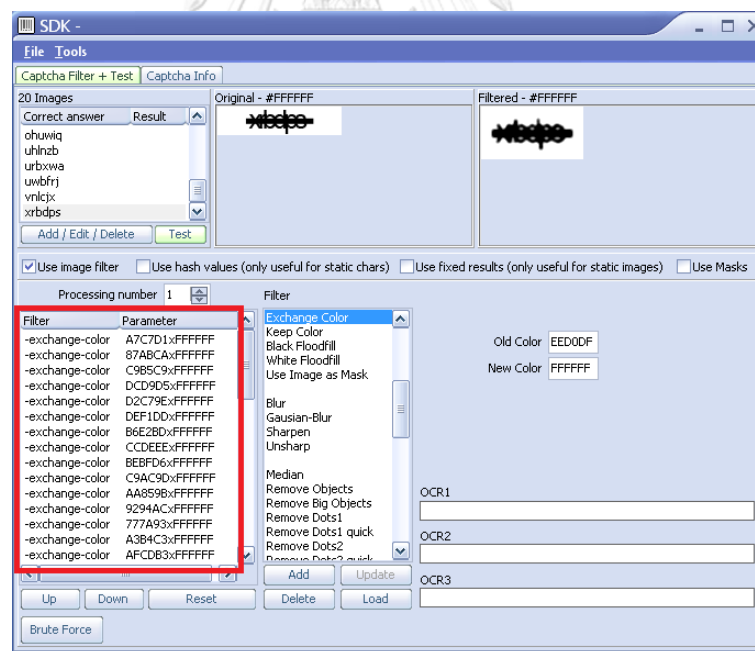 SDK -
File Tools
Captcha Filter + Test Captcha Info
20 Images
Correct answer Result
ohuwiq
uhlnzb
urbxwa
uwbfrj
vnlcjx
xrbdps
Add / Edit / Delete Test
Original - #FFFFFF
xrbdps
Filtered - #FFFFFF
xrbdps
Use image filter Use hash values (only useful for static chars) Use fixed results (only useful for static images) Use Masks
Processing number 1
Filter Parameter
-exchange-color A7C7D1xFFFFFF
-exchange-color 87ABCAxFFFFFF
-exchange-color C9B5C9xFFFFFF
-exchange-color DCD9D5xFFFFFF
-exchange-color D2C79ExFFFFFF
-exchange-color DEF1DDxFFFFFF
-exchange-color B6E2BDxFFFFFF
-exchange-color CCDEEExFFFFFF
-exchange-color BEBFD6xFFFFFF
-exchange-color C9AC9DxFFFFFF
-exchange-color AA859BxFFFFFF
-exchange-color 9294ACxFFFFFF
-exchange-color 777A93xFFFFFF
-exchange-color A3B4C3xFFFFFF
-exchange-color AFCDB3xFFFFFF
Up Down Reset
Brute Force
Filter
Exchange Color
Keep Color
Black Floodfill
White Floodfill
Use Image as Mask
Blur
Gausian-Blur
Sharpen
Unsharp
Median
Remove Objects
Remove Big Objects
Remove Dots1
Remove Dots1 quick
Remove Dots2
Remove Dots2 quick
Add Update
Delete Load
Old Color EED0DF
New Color FFFFFF
OCR1
OCR2
OCR3